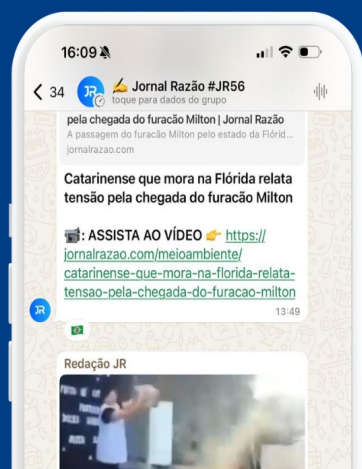 16:09
34
Jornal Razão #JR56
toque para dados do grupo
pela chegada do furacão Milton | Jornal Razão
A passagem do furacão Milton pelo estado da Flórid...
jornalrazao.com
Catarinense que mora na Flórida relata
tensão pela chegada do furacão Milton
📹: ASSISTA AO VÍDEO 👉 https://
jornalrazao.com/meioambiente/
catarinense-que-mora-na-florida-relata-
tensao-pela-chegada-do-furacao-milton
13:49
JR
Redação JR